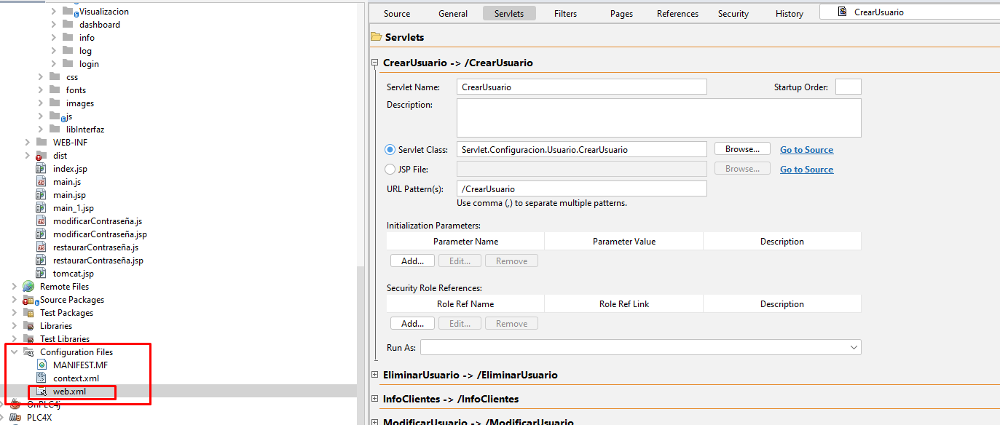 Visualizacion
dashboard
info
log
login
css
fonts
images
js
libInterfaz
WEB-INF
dist
index.jsp
main.js
main.jsp
main_1.jsp
modificarContraseña.js
modificarContraseña.jsp
restaurarContraseña.js
restaurarContraseña.jsp
tomcat.jsp
Remote Files
Source Packages
Test Packages
Libraries
Test Libraries
Configuration Files
MANIFEST.MF
context.xml
web.xml
OnPLC4j
PLC4X
Source General Servlets Filters Pages References Security History CrearUsuario
Servlets
CrearUsuario -> /CrearUsuario
Servlet Name: CrearUsuario Startup Order:
Description:
Servlet Class: Servlet.Configuracion.Usuario.CrearUsuario Browse... Go to Source
JSP File: Browse... Go to Source
URL Pattern(s): /CrearUsuario
Use comma (,) to separate multiple patterns.
Initialization Parameters:
Parameter Name Parameter Value Description
Add... Edit... Remove
Security Role References:
Role Ref Name Role Ref Link Description
Add... Edit... Remove
Run As:
EliminarUsuario -> /EliminarUsuario
InfoClientes -> /InfoClientes
ModificarUsuario -> /ModificarUsuario